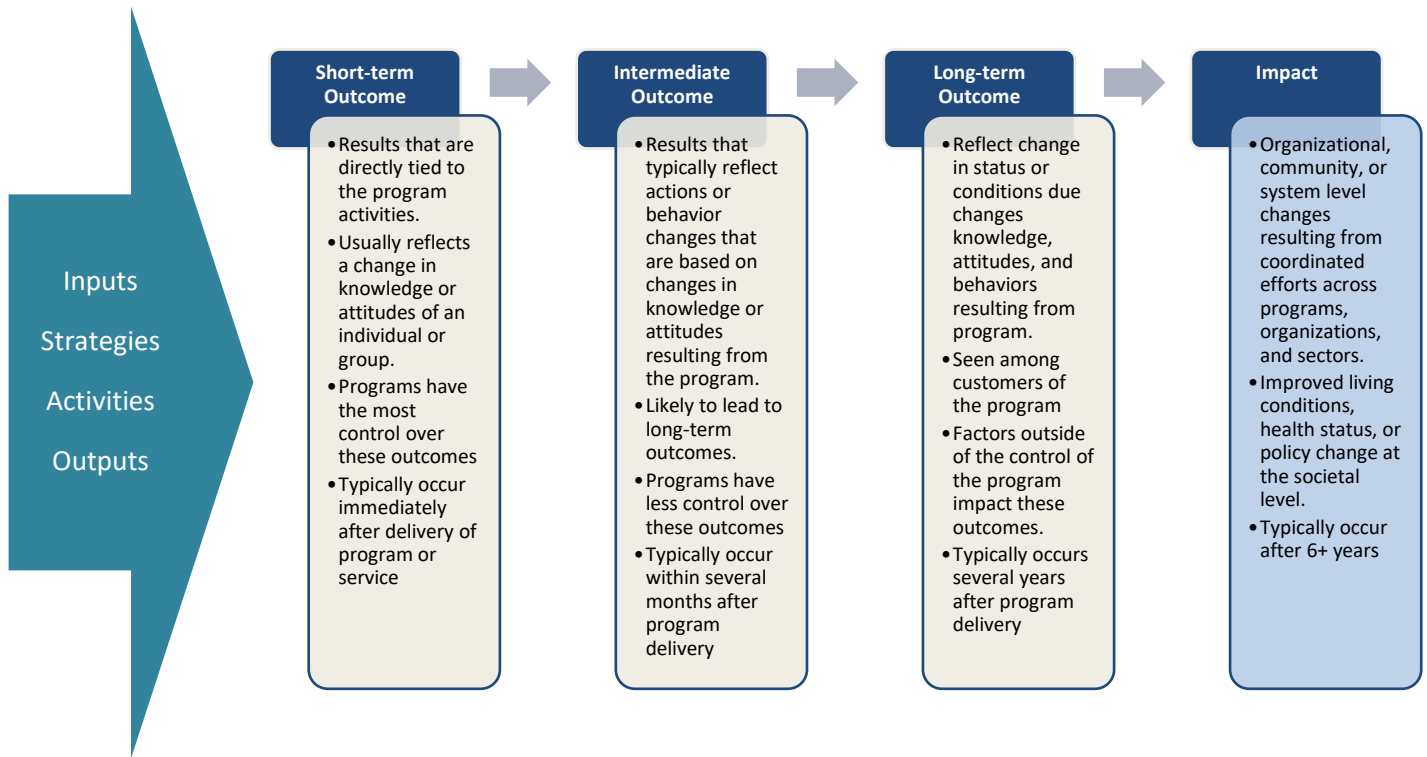 Inputs
Strategies
Activities
Outputs
Short-term
Outcome
•Results that are
directly tied to
the program
activities.
•Usually reflects
a change in
knowledge or
attitudes of an
individual or
group.
•Programs have
the most
control over
these outcomes
•Typically occur
immediately
after delivery of
program or
service
Intermediate
Outcome
•Results that
typically reflect
actions or
behavior
changes that
are based on
changes in
knowledge or
attitudes
resulting from
the program.
•Likely to lead to
long-term
outcomes.
•Programs have
less control over
these outcomes
•Typically occur
within several
months after
program
delivery
Long-term
Outcome
•Reflect change
in status or
conditions due
changes
knowledge,
attitudes, and
behaviors
resulting from
program.
•Seen among
customers of
the program
•Factors outside
of the control of
the program
impact these
outcomes.
•Typically occurs
several years
after program
delivery
Impact
•Organizational,
community, or
system level
changes
resulting from
coordinated
efforts across
programs,
organizations,
and sectors.
•Improved living
conditions,
health status, or
policy change at
the societal
level.
•Typically occur
after 6+ years